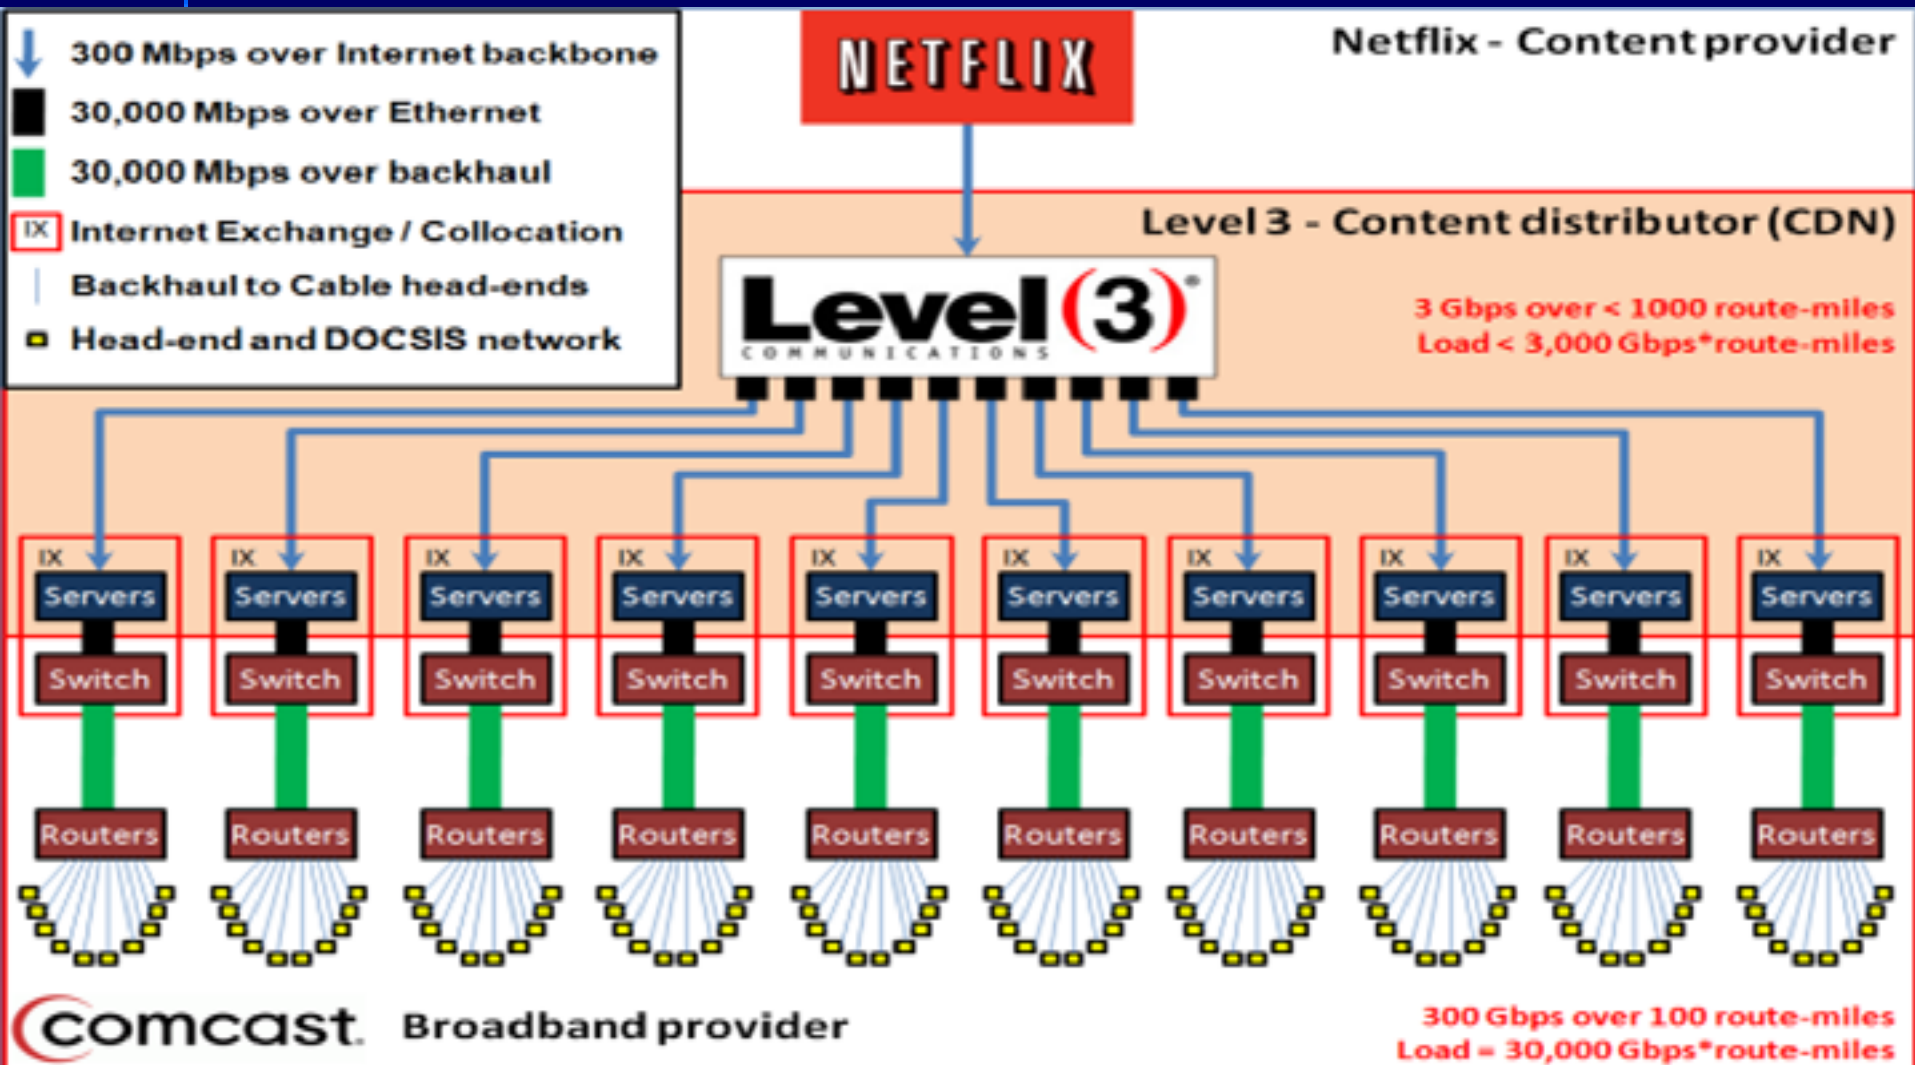 300 Mbps over Internet backbone
30,000 Mbps over Ethernet
30,000 Mbps over backhaul
IX Internet Exchange / Collocation
Backhaul to Cable head-ends
Head-end and DOCSIS network
NETFLIX
Netflix - Content provider
Level 3 - Content distributor (CDN)
Level (3)®
COMMUNICATIONS
3 Gbps over < 1000 route-miles
Load < 3,000 Gbps*route-miles
IX IX IX IX IX IX IX IX IX IX
Servers Servers Servers Servers Servers Servers Servers Servers Servers Servers
Switch Switch Switch Switch Switch Switch Switch Switch Switch Switch
Routers Routers Routers Routers Routers Routers Routers Routers Routers Routers
comcast. Broadband provider
300 Gbps over 100 route-miles
Load = 30,000 Gbps*route-miles